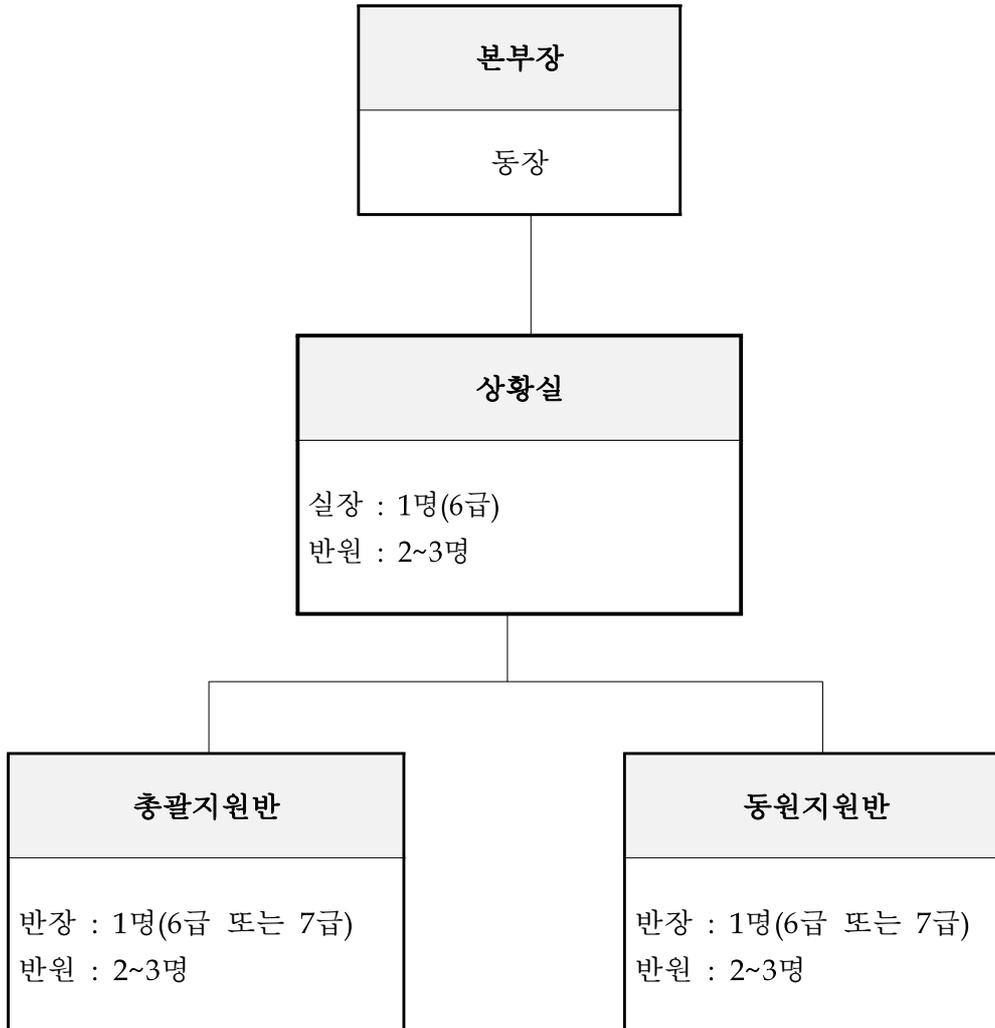 본부장
동장
상황실
실장 : 1명(6급)
반원 : 2~3명
총괄지원반
동원지원반
반장 : 1명(6급 또는 7급)
반원 : 2~3명
반장 : 1명(6급 또는 7급)
반원 : 2~3명